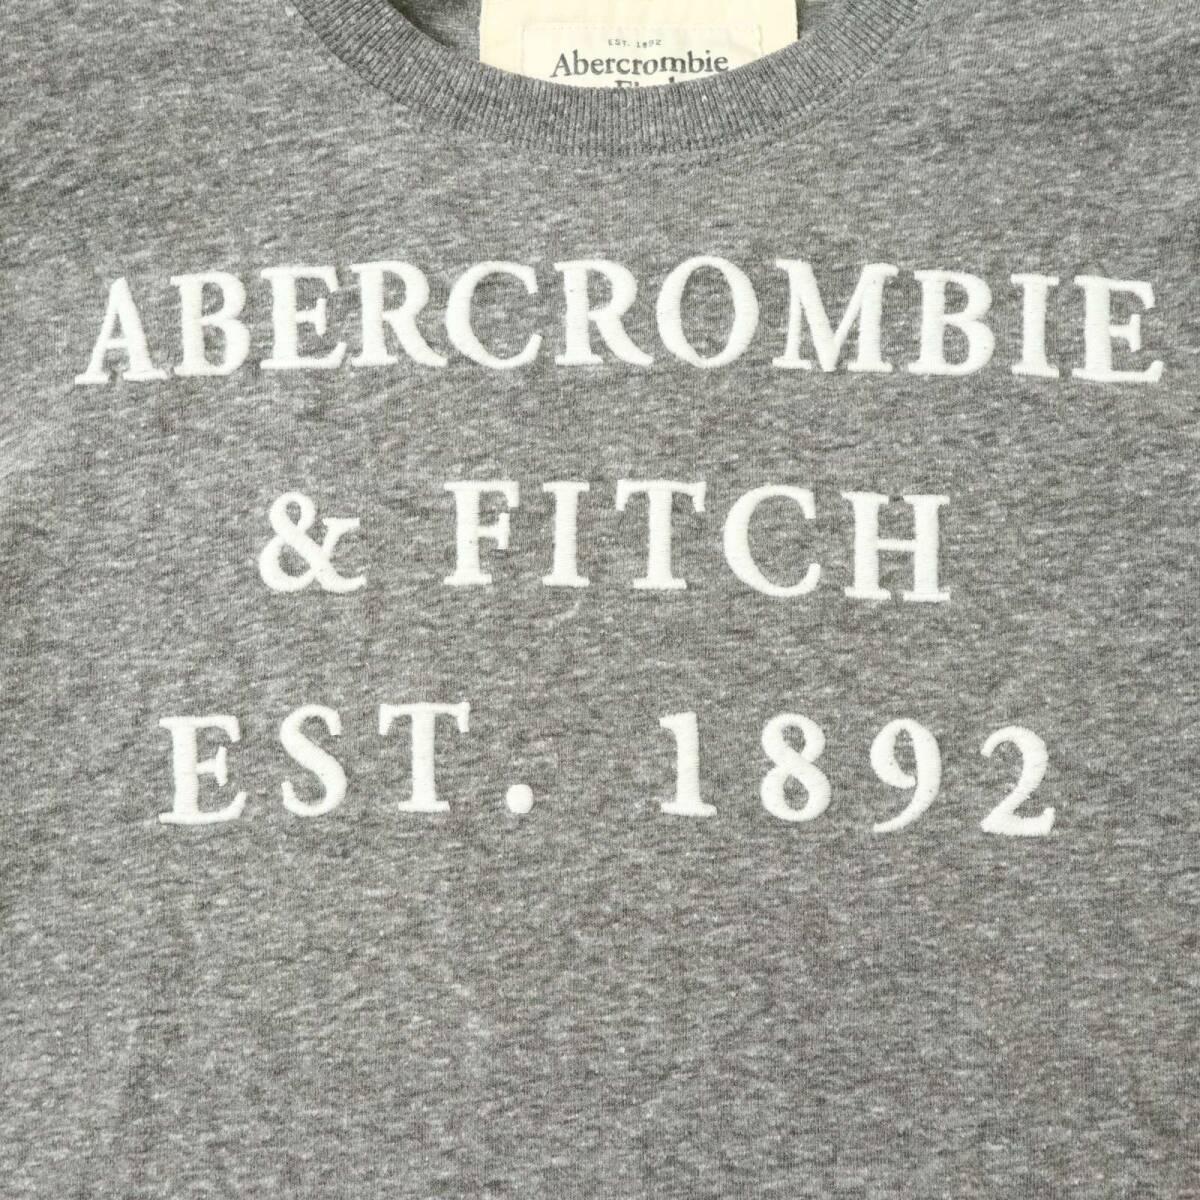 EST. 1892
Abercrombie
ABERCROMBIE
& FITCH
EST. 1892